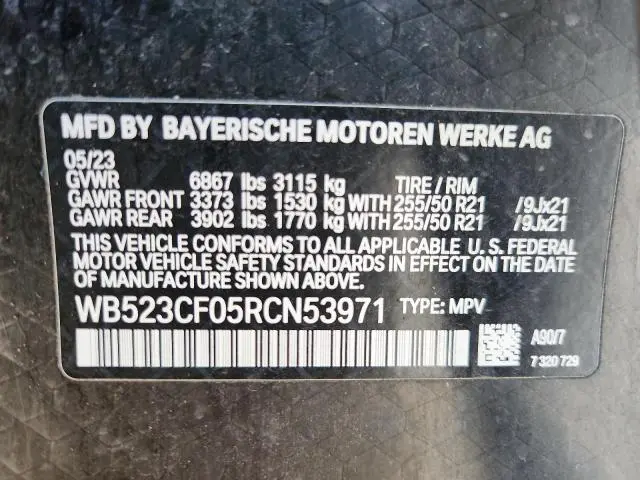 MFD BY BAYERISCHE MOTOREN WERKE AG
05/23
GVWR 6867 lbs 3115 kg TIRE / RIM
GAWR FRONT 3373 lbs 1530 kg WITH 255/50 R21 /9Jx21
GAWR REAR 3902 lbs 1770 kg WITH 255/50 R21 /9Jx21
THIS VEHICLE CONFORMS TO ALL APPLICABLE U.S. FEDERAL
MOTOR VEHICLE SAFETY STANDARDS IN EFFECT ON THE DATE
OF MANUFACTURE SHOWN ABOVE.
WB523CF05RCN53971 TYPE: MPV
A90/7
7 320 729